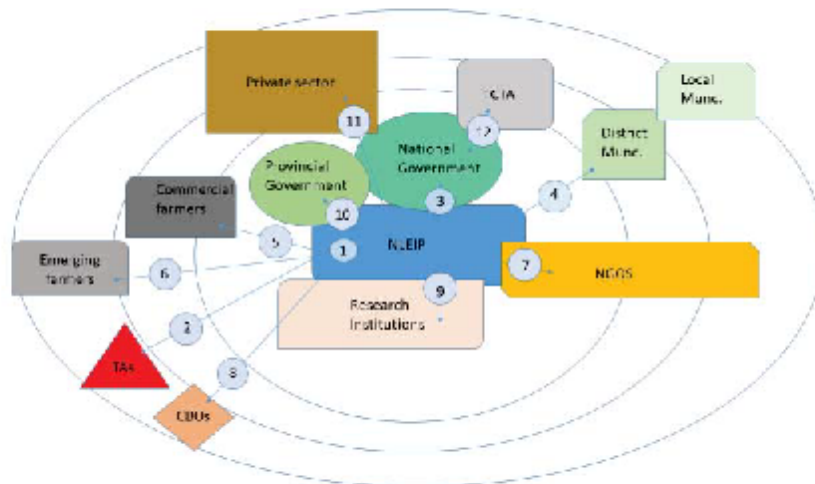 Private sector
11
12
Local
Munc.
District
Munc.
National
Government
Provincial
Government
10
3
4
Commercial
farmers
5
1
NLEIP
Emerging
farmers
6
7
NGOS
9
Research
Institutions
2
TAs
8